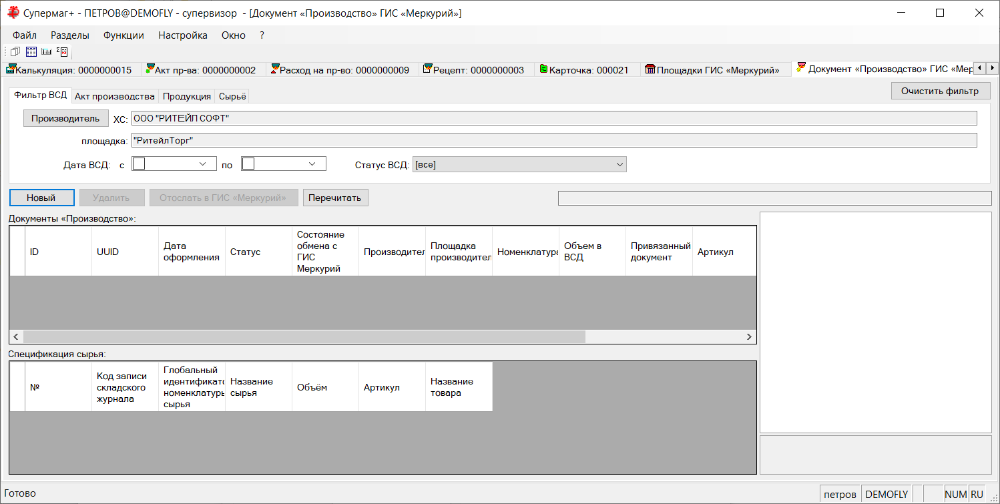 Супермаг+ - ПЕТРОВ@DEMOFLY - супервизор - [Документ «Производство» ГИС «Меркурий»]
Файл Разделы Функции Настройка Окно ?
Калькуляция: 0000000015 Акт пр-ва: 0000000002 Расход на пр-во: 0000000009 Рецепт: 0000000003 Карточка: 000021 Площадки ГИС «Меркурий» Документ «Производство» ГИС «Мер
Фильтр ВСД Акт производства Продукция Сырьё Очистить фильтр
Производитель ХС: ООО "РИТЕЙЛ СОФТ"
площадка: "РитейлТорг"
Дата ВСД: с по Статус ВСД: [все]
Новый Удалить Отослать в ГИС «Меркурий» Перечитать
Документы «Производство»:
ID
UUID
Дата
оформления
Статус
Состояние
обмена с
ГИС
Меркурий
Производител
Площадка
производител
Номенклатура
Объем в
ВСД
Привязанный
документ
Артикул
Спецификация сырья:
№
Код записи
складского
журнала
Глобальный
идентификато
номенклатуры
сырья
Название
сырья
Объём
Артикул
Название
товара
Готово петров DEMOFLY NUM RU